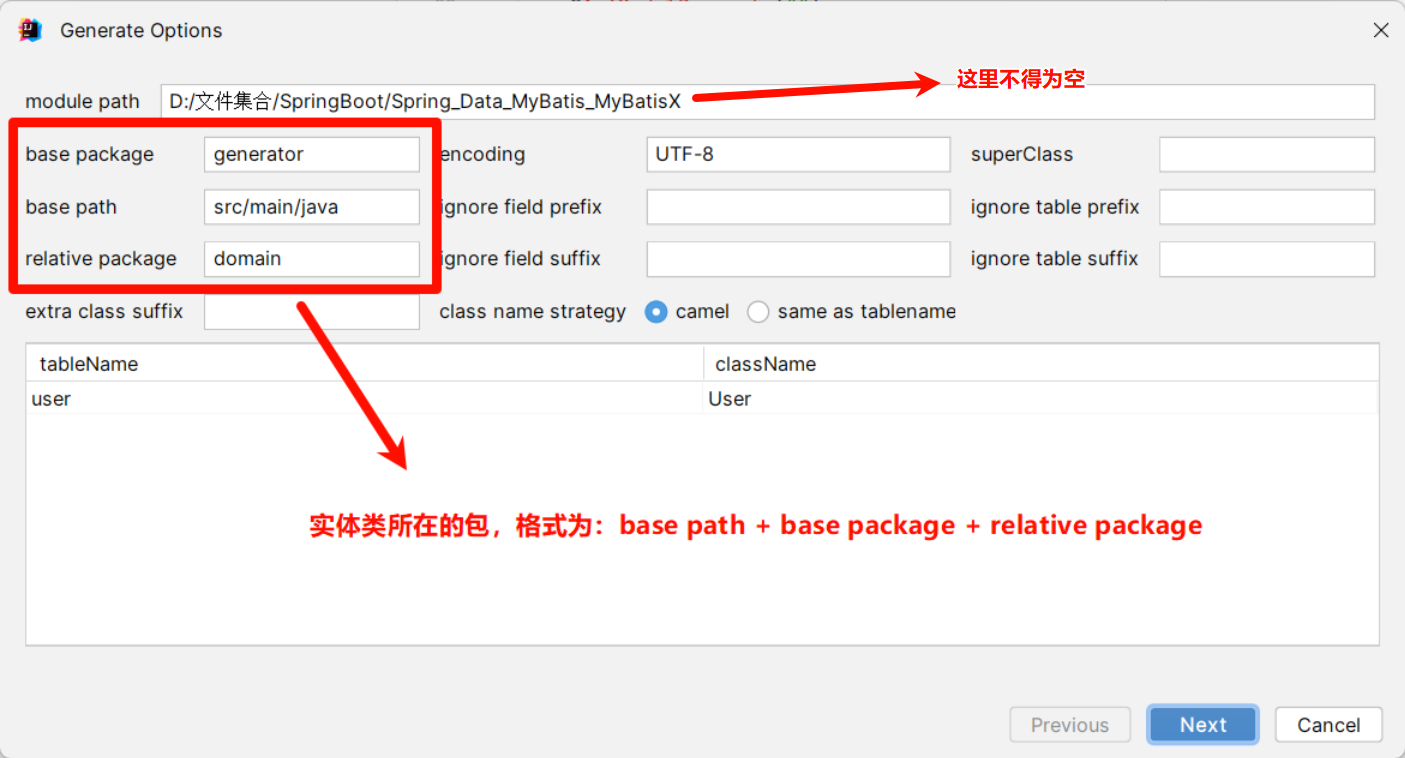 Generate Options
module path D:/文件集合/SpringBoot/Spring_Data_MyBatis_MyBatisX 这里不得为空
base package generator encoding UTF-8 superClass
base path src/main/java ignore field prefix ignore table prefix
relative package domain ignore field suffix ignore table suffix
extra class suffix class name strategy camel same as tablename
tableName className
user User
实体类所在的包，格式为：base path + base package + relative package
Previous Next Cancel